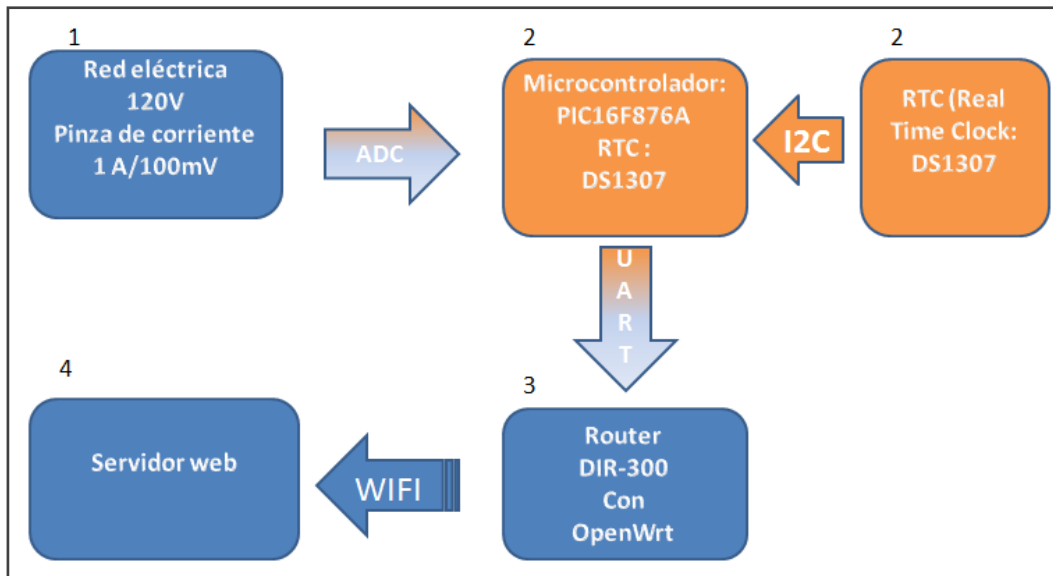 1
Red eléctrica
120V
Pinza de corriente
1 A/100mV
ADC
2
Microcontrolador:
PIC16F876A
RTC :
DS1307
I2C
2
RTC (Real
Time Clock:
DS1307
U
A
R
T
3
Router
DIR-300
Con
OpenWrt
WIFI
4
Servidor web